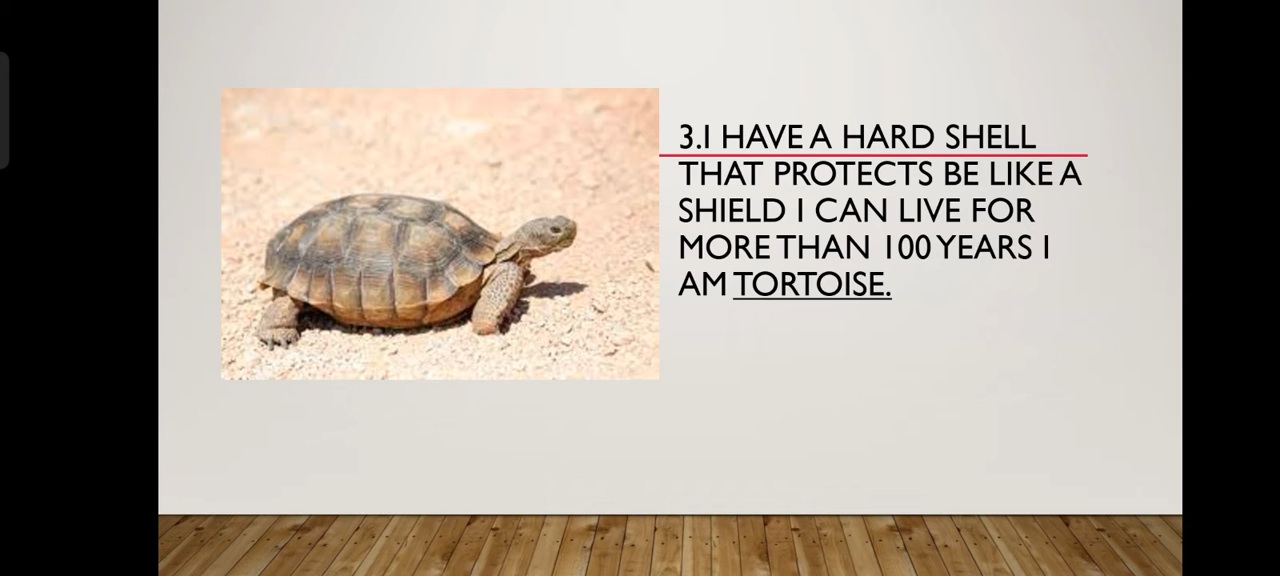 3.I HAVE A HARD SHELL
THAT PROTECTS BE LIKE A
SHIELD I CAN LIVE FOR
MORE THAN 100 YEARS I
AM TORTOISE.